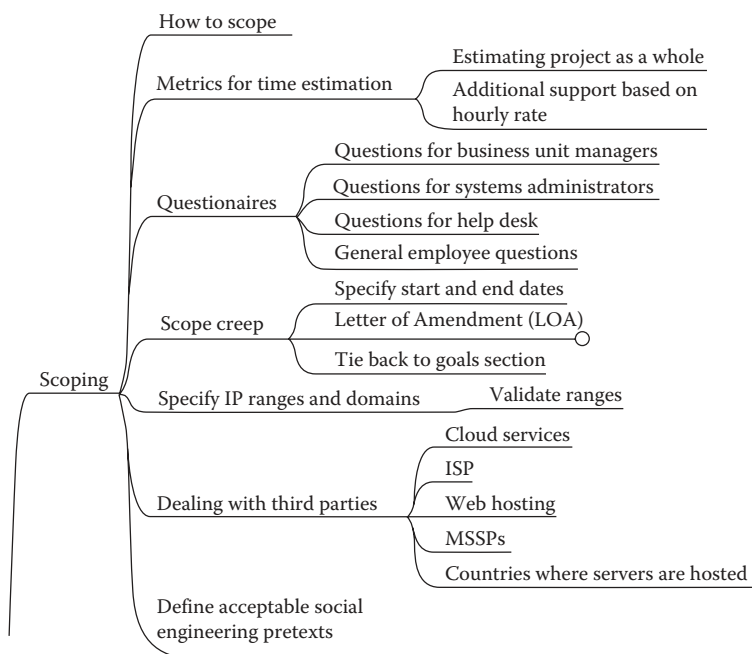 How to scope
Metrics for time estimation
Estimating project as a whole
Additional support based on
hourly rate
Questionaires
Questions for business unit managers
Questions for systems administrators
Questions for help desk
General employee questions
Scope creep
Specify start and end dates
Letter of Amendment (LOA)
Tie back to goals section
Scoping
Specify IP ranges and domains
Validate ranges
Dealing with third parties
Cloud services
ISP
Web hosting
MSSPs
Countries where servers are hosted
Define acceptable social
engineering pretexts